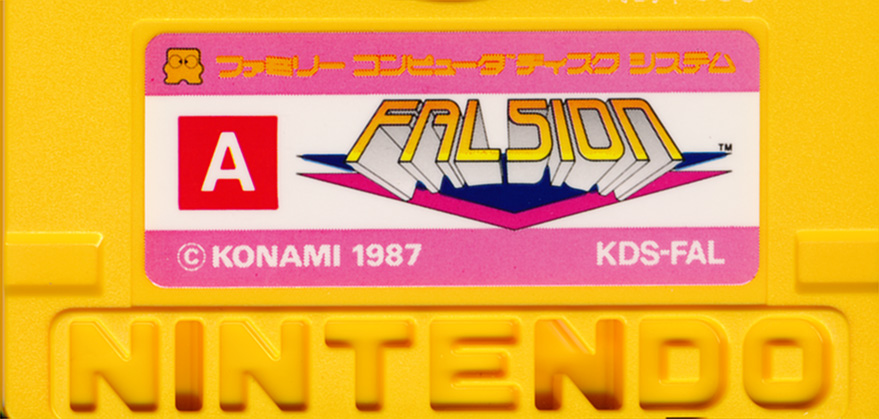 ファミリー コンピュータ ディスク システム
A
FALSION
TM
© KONAMI 1987
KDS-FAL
NINTENDO